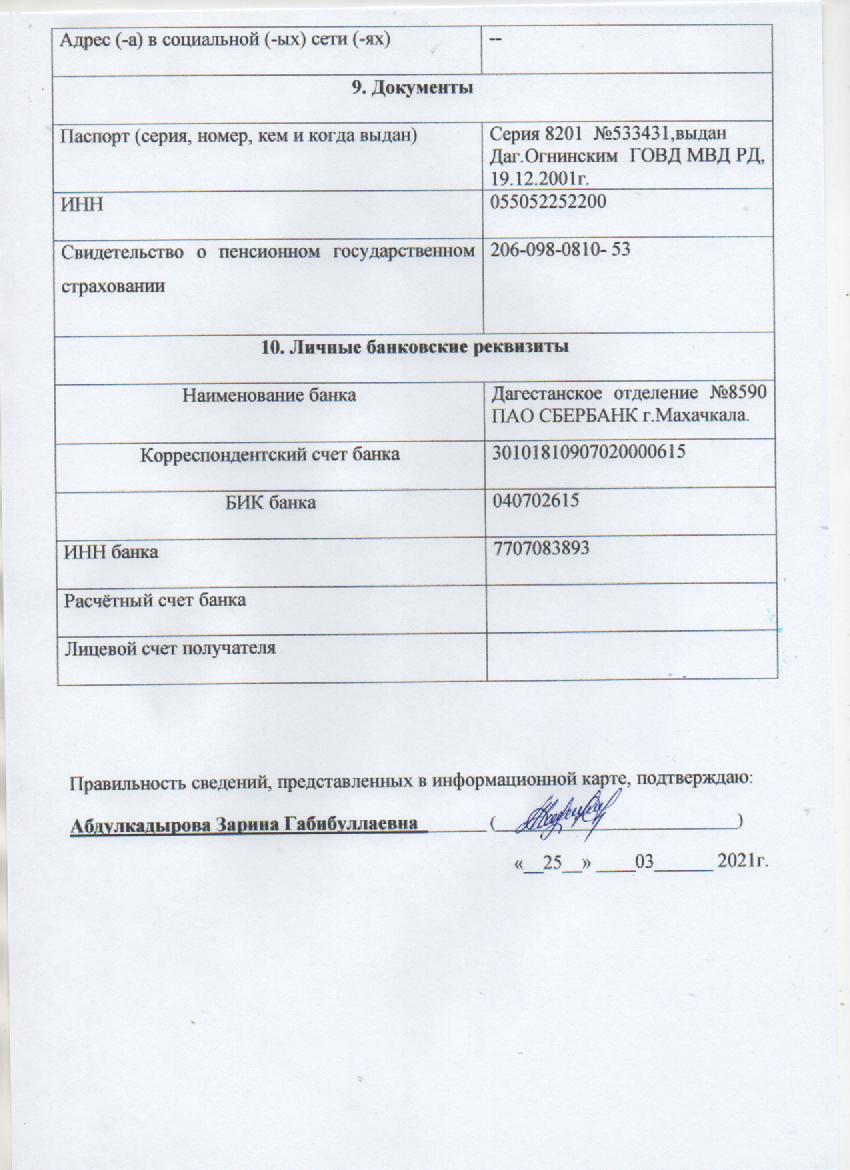 Адрес (-а) в социальной (-ых) сети (-ях) --
9. Документы
Паспорт (серия, номер, кем и когда выдан) Серия 8201 №533431,выдан
Даг.Огнинским ГОВД МВД РД,
19.12.2001г.
ИНН 055052252200
Свидетельство о пенсионном государственном 206-098-0810- 53
страховании
10. Личные банковские реквизиты
Наименование банка Дагестанское отделение №8590
ПАО СБЕРБАНК г.Махачкала.
Корреспондентский счет банка 30101810907020000615
БИК банка 040702615
ИНН банка 7707083893
Расчётный счет банка
Лицевой счет получателя
Правильность сведений, представленных в информационной карте, подтверждаю:
Абдулкадырова Зарина Габибуллаевна ______ (________________________)
«__25__» ____03______ 2021г.